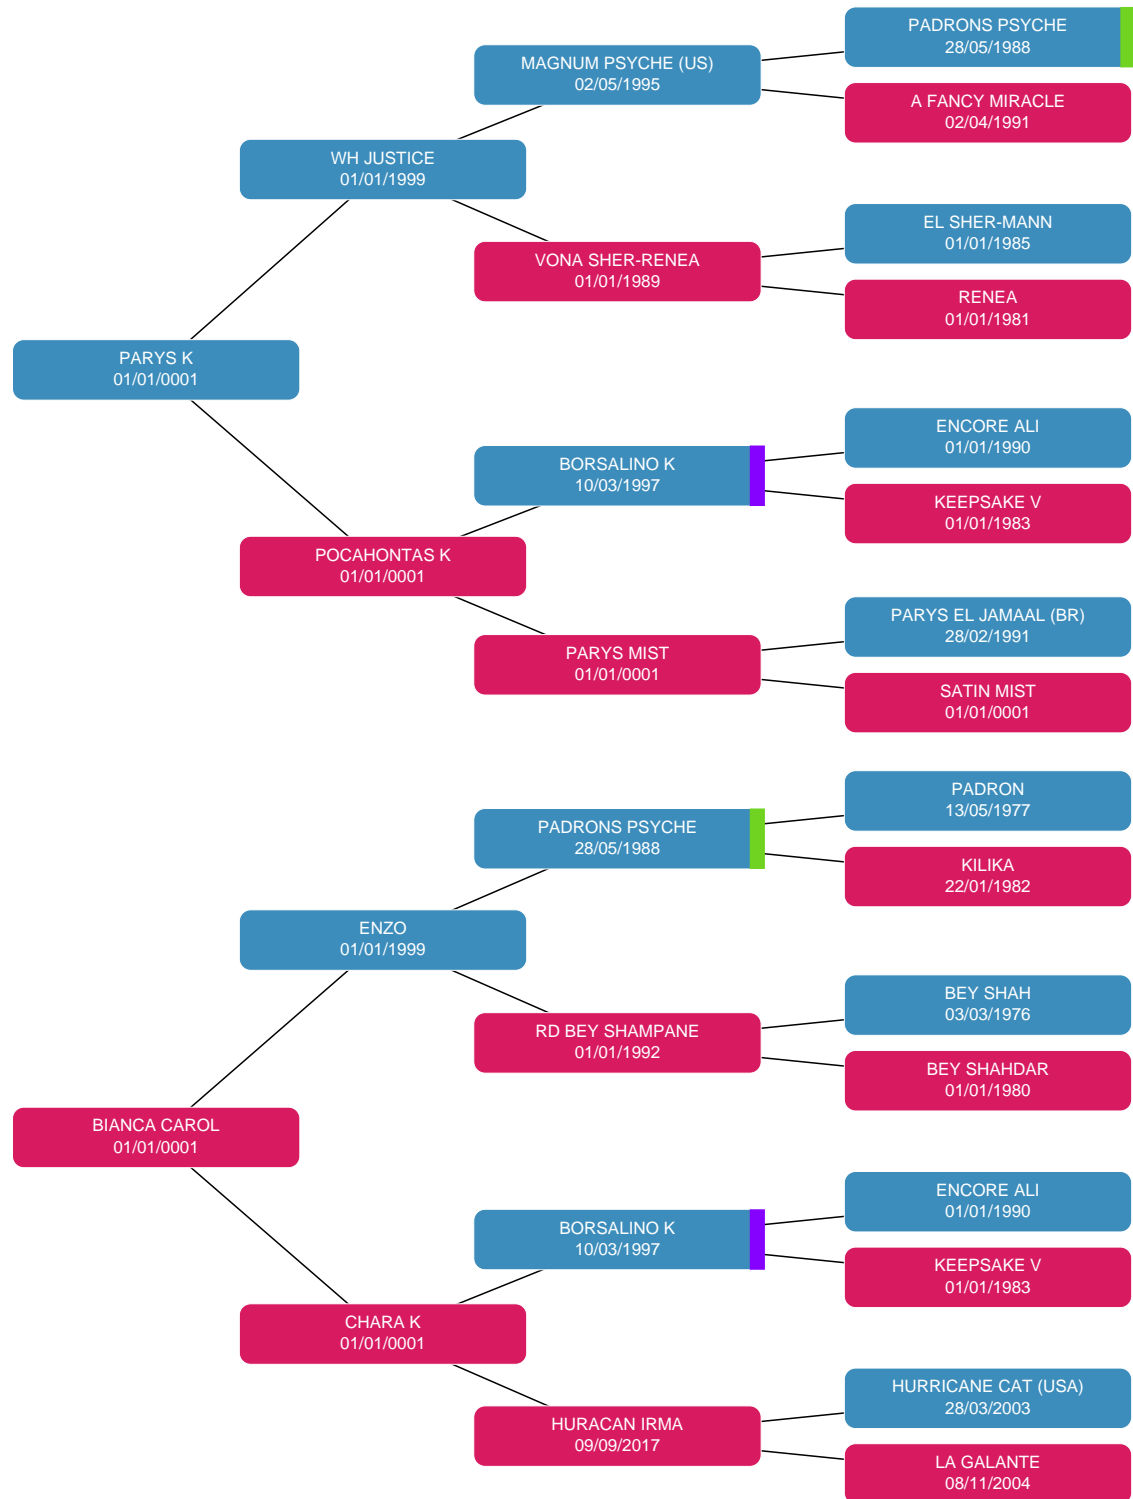 PADRONS PSYCHE
28/05/1988
MAGNUM PSYCHE (US)
02/05/1995
A FANCY MIRACLE
02/04/1991
WH JUSTICE
01/01/1999
EL SHER-MANN
01/01/1985
VONA SHER-RENEA
01/01/1989
RENEA
01/01/1981
PARYS K
01/01/0001
ENCORE ALI
01/01/1990
BORSALINO K
10/03/1997
KEEPSAKE V
01/01/1983
POCAHONTAS K
01/01/0001
PARYS EL JAMAAL (BR)
28/02/1991
PARYS MIST
01/01/0001
SATIN MIST
01/01/0001
PADRON
13/05/1977
PADRONS PSYCHE
28/05/1988
KILIKA
22/01/1982
ENZO
01/01/1999
BEY SHAH
03/03/1976
RD BEY SHAMPANE
01/01/1992
BEY SHAHDAR
01/01/1980
BIANCA CAROL
01/01/0001
ENCORE ALI
01/01/1990
BORSALINO K
10/03/1997
KEEPSAKE V
01/01/1983
CHARA K
01/01/0001
HURRICANE CAT (USA)
28/03/2003
HURACAN IRMA
09/09/2017
LA GALANTE
08/11/2004